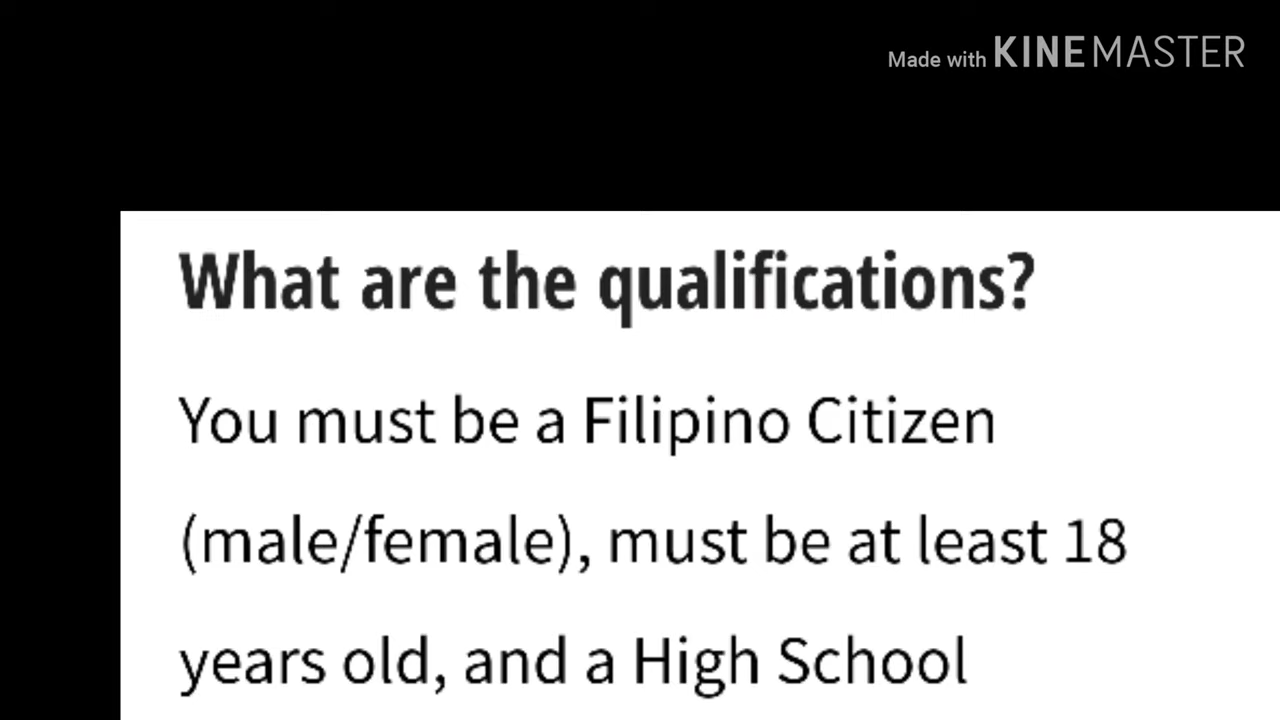 Made with KINEMASTER
What are the qualifications?
You must be a Filipino Citizen
(male/female), must be at least 18
years old, and a High School